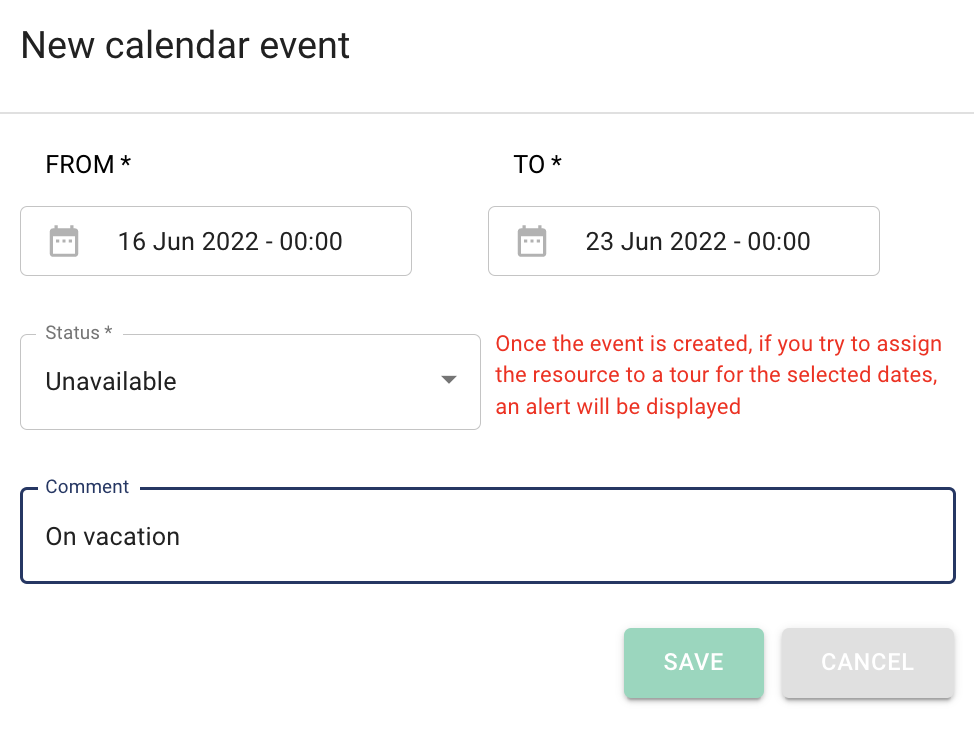 New calendar event
FROM *
TO *
16 Jun 2022 - 00:00
23 Jun 2022 - 00:00
Status *
Unavailable
Once the event is created, if you try to assign
the resource to a tour for the selected dates,
an alert will be displayed
Comment
On vacation
SAVE
CANCEL